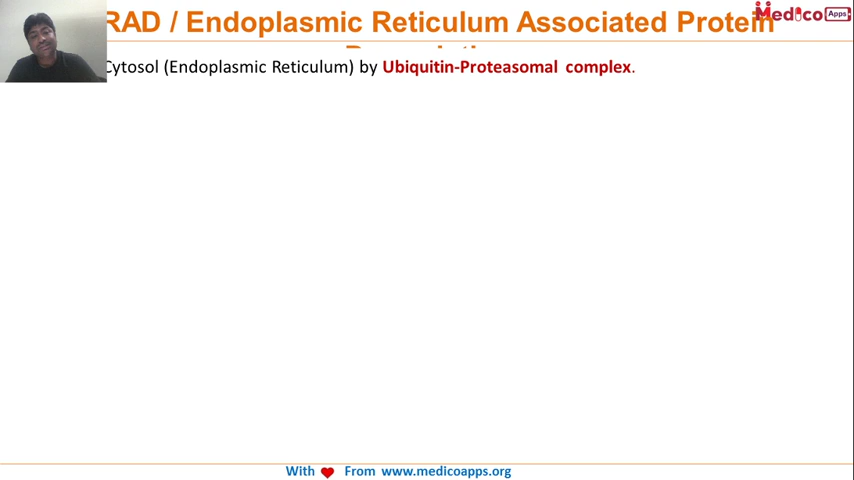 RAD / Endoplasmic Reticulum Associated Protein
Medico Apps
Cytosol (Endoplasmic Reticulum) by Ubiquitin-Proteasomal complex.
With From www.medicoapps.org